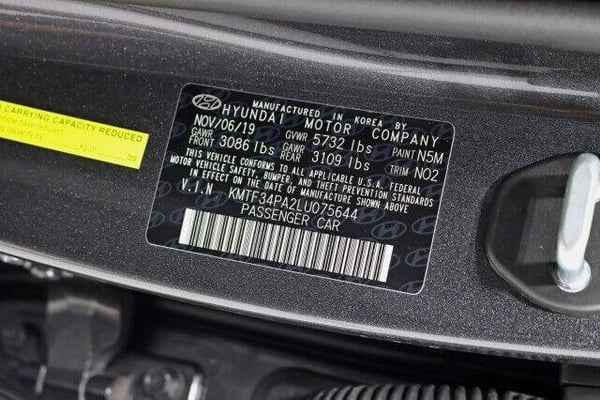 CARRYING CAPACITY REDUCED
MANUFACTURED IN KOREA BY
HYUNDAI MOTOR COMPANY
NOV/06/19 GVWR 5732 lbs PAINT N5M
GAWR FRONT 3086 lbs GAWR REAR 3109 lbs TRIM NO2
THIS VEHICLE CONFORMS TO ALL APPLICABLE U.S.A. FEDERAL
MOTOR VEHICLE SAFETY, BUMPER, AND THEFT PREVENTION STANDARDS
IN EFFECT ON THE DATE OF MANUFACTURE SHOWN ABOVE
V.I.N KMTF34PA2LU075644
PASSENGER CAR